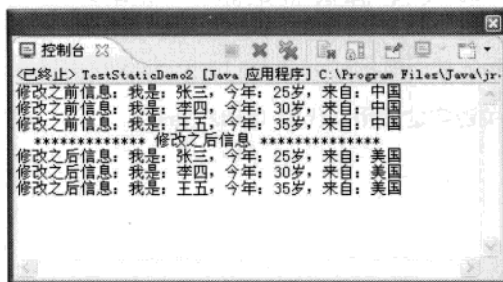 控制台
<已终止> TestStaticDemo2 [Java 应用程序] C:\Program Files\Java\jr
修改之前信息: 我是: 张三, 今年: 25岁, 来自: 中国
修改之前信息: 我是: 李四, 今年: 30岁, 来自: 中国
修改之前信息: 我是: 王五, 今年: 35岁, 来自: 中国
************* 修改之后信息 **************
修改之后信息: 我是: 张三, 今年: 25岁, 来自: 美国
修改之后信息: 我是: 李四, 今年: 30岁, 来自: 美国
修改之后信息: 我是: 王五, 今年: 35岁, 来自: 美国